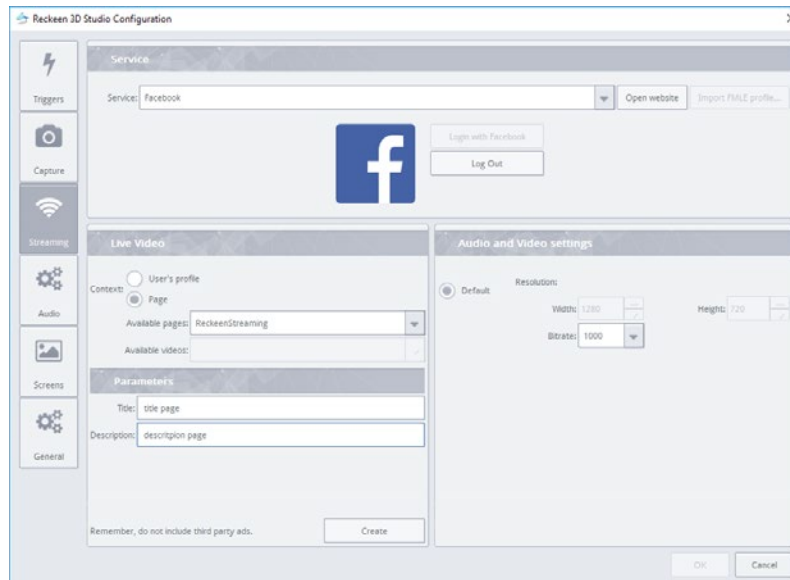 Reckeen 3D Studio Configuration
Triggers
Capture
Streaming
Audio
Screens
General
Service
Service: Facebook
Open website
Import FMLE profile...
Login with Facebook
Log Out
Live Video
Context:
User's profile
Page
Available pages: ReckeenStreaming
Available videos:
Parameters
Title: title page
Description: descritpion page
Remember, do not include third party ads.
Create
Audio and Video settings
Default
Resolution:
Width: 1280
Height: 720
Bitrate: 1000
OK
Cancel